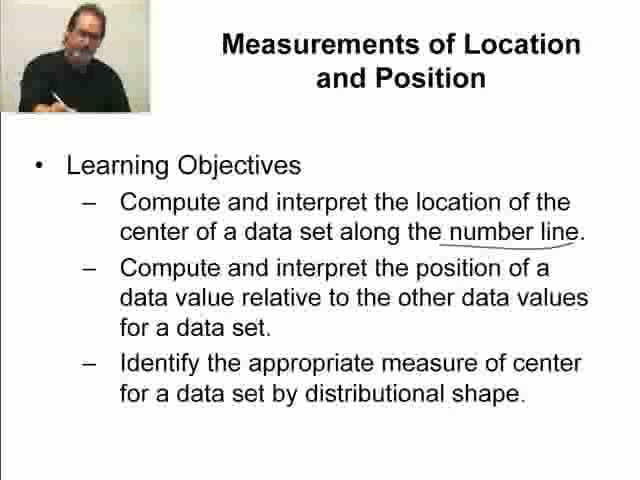 Measurements of Location
and Position
• Learning Objectives
– Compute and interpret the location of the
center of a data set along the number line.
– Compute and interpret the position of a
data value relative to the other data values
for a data set.
– Identify the appropriate measure of center
for a data set by distributional shape.